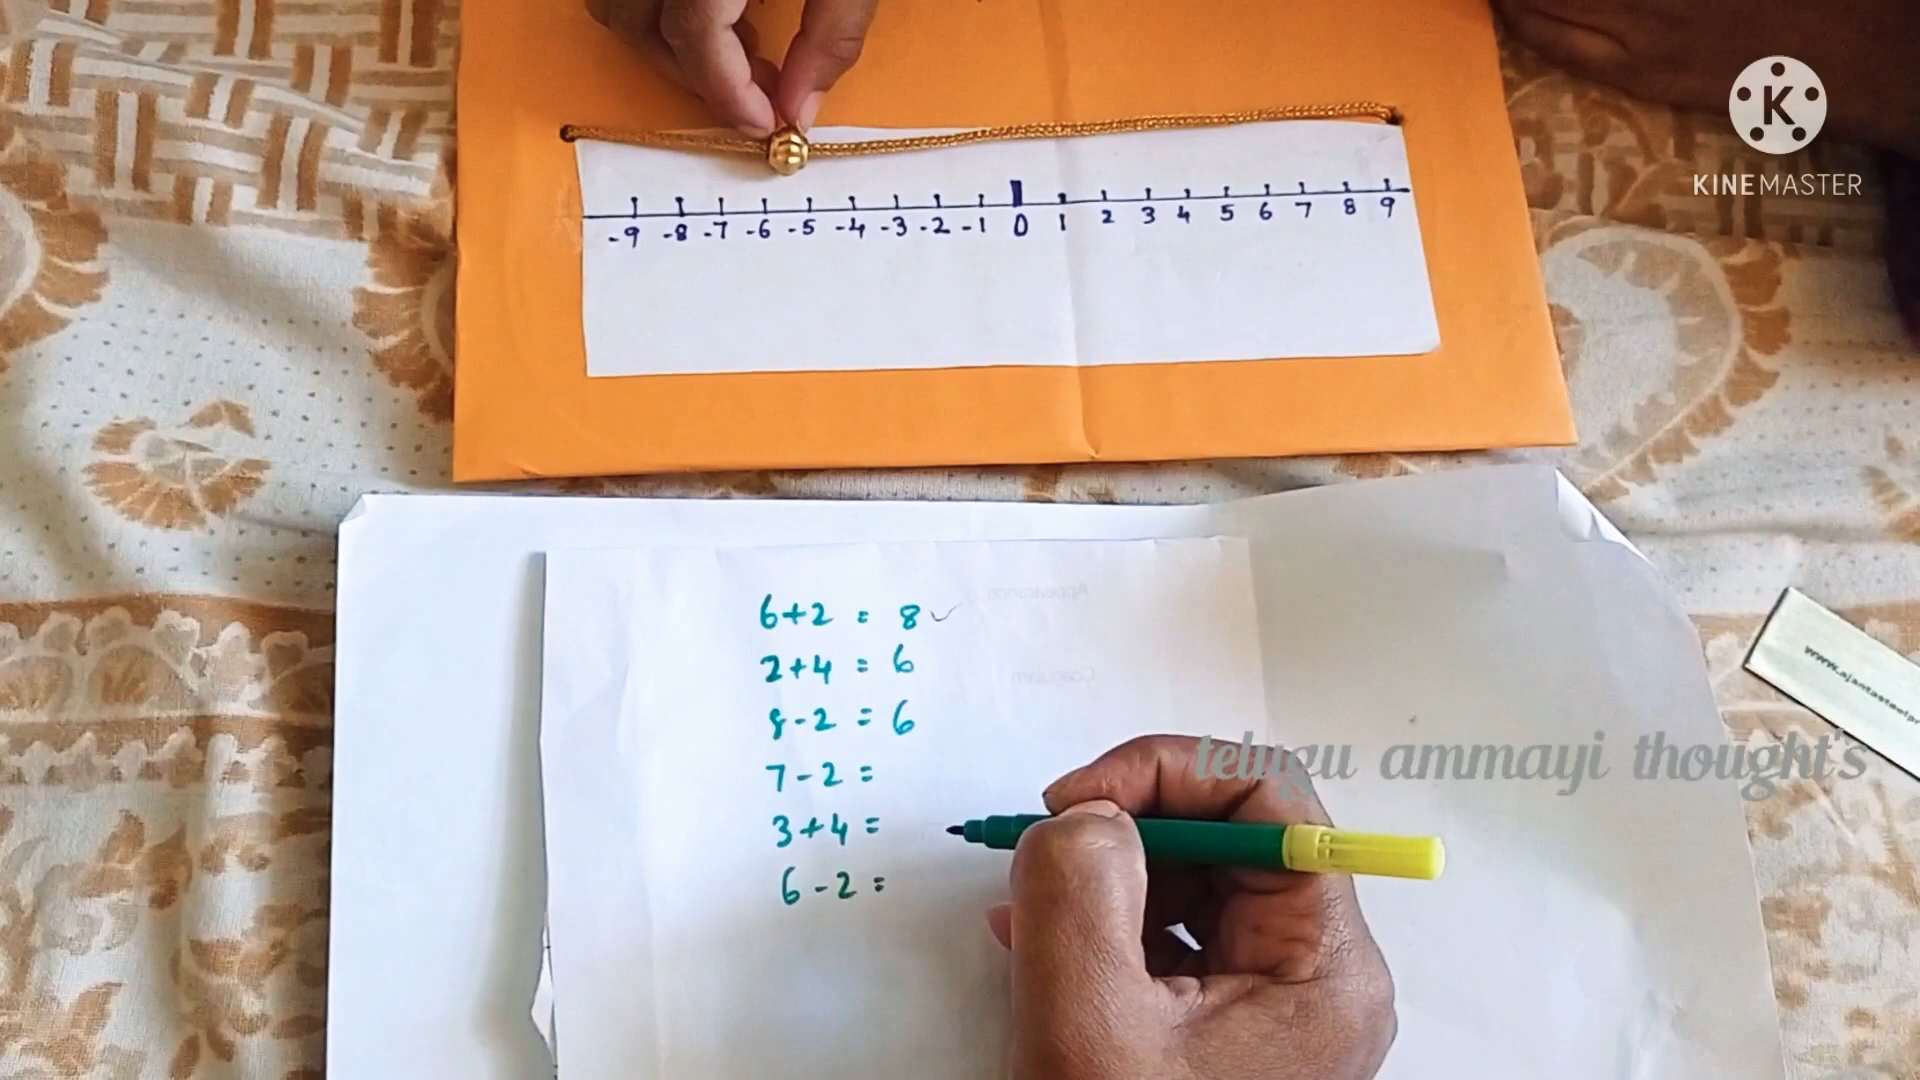 KINEMASTER
-9 -8 -7 -6 -5 -4 -3 -2 -1 0 1 2 3 4 5 6 7 8 9
6+2 = 8 ✓
2+4 = 6
8-2 = 6
7-2 =
3+4 =
6-2 =
telugu ammayi thought's
Appearance